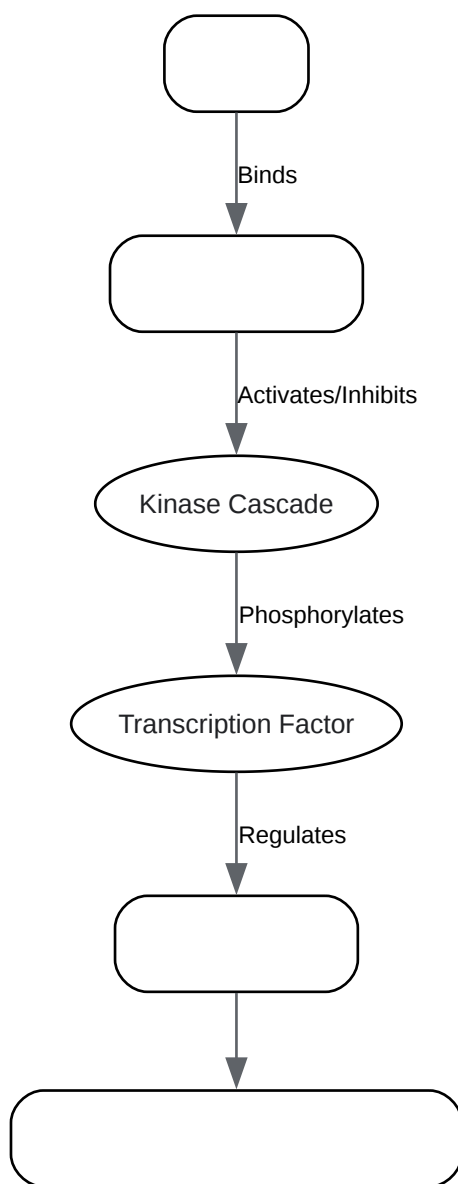 Binds
Activates/Inhibits
Kinase Cascade
Phosphorylates
Transcription Factor
Regulates